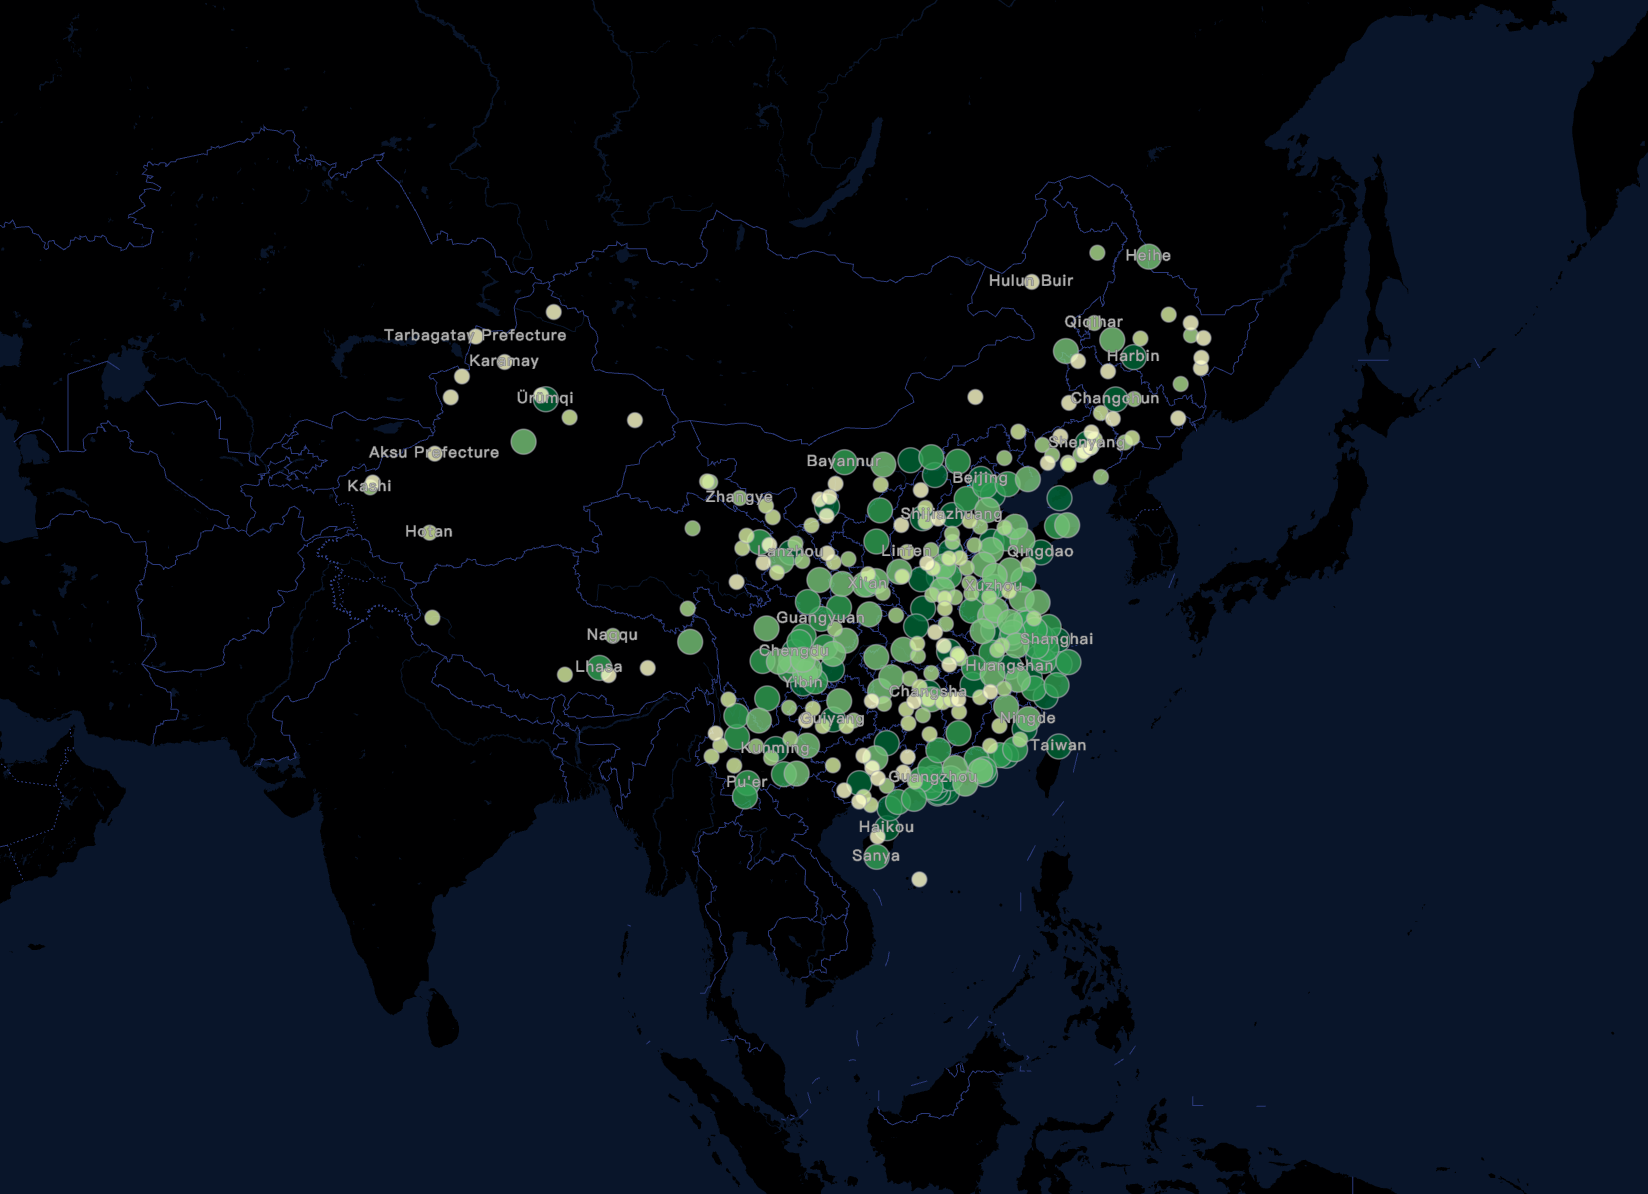 Heihe
Hulun Buir
Qiqihar
Tarbagatay Prefecture
Harbin
Karamay
Ürümqi
Changchun
Shenyang
Aksu Prefecture
Bayannur
Beijing
Kashi
Zhangye
Shijiazhuang
Hotan
Lanzhou
Linfen
Qingdao
Xi'an
Xuzhou
Guangyuan
Nagqu
Shanghai
Chengdu
Lhasa
Huangshan
Yibin
Changsha
Guiyang
Ningde
Kunming
Taiwan
Pu'er
Guangzhou
Haikou
Sanya